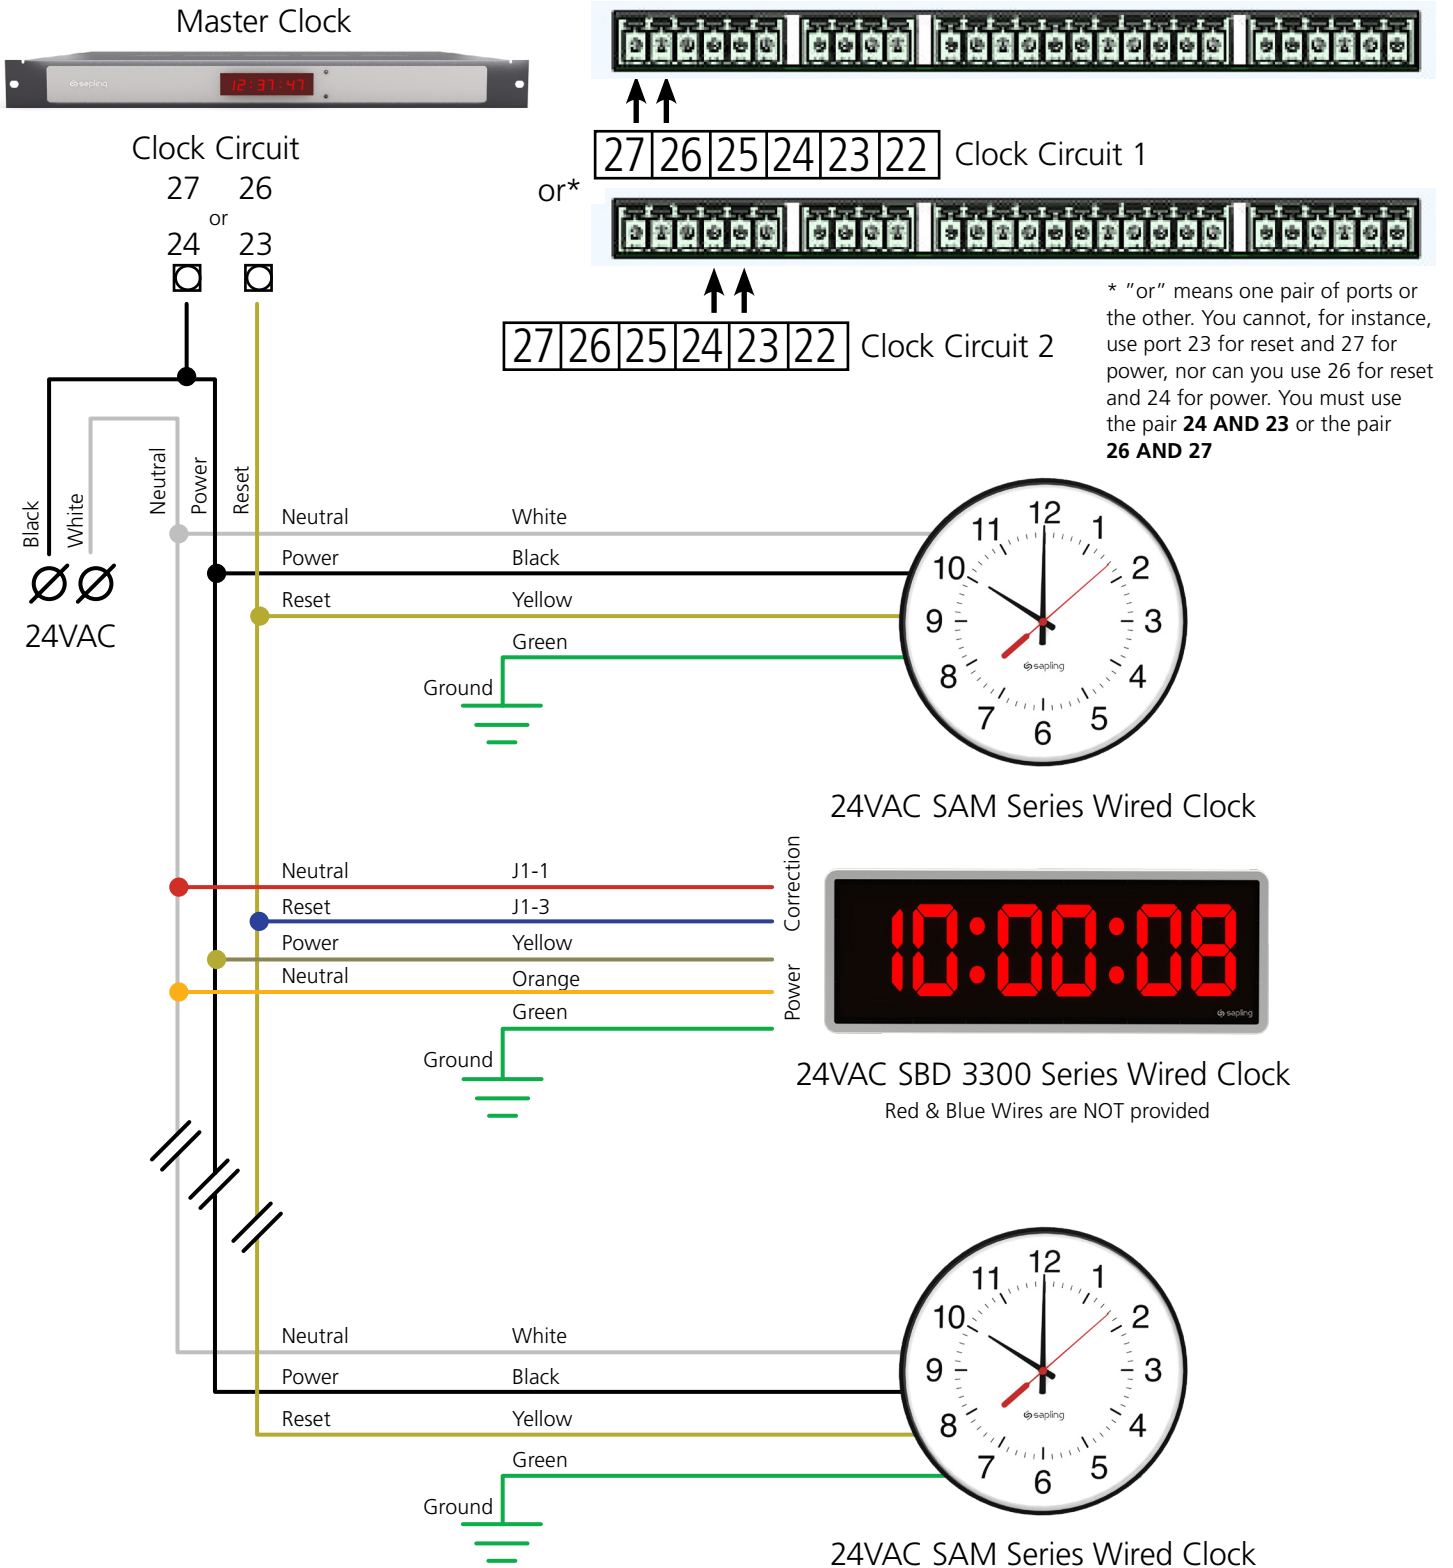 Master Clock
sapling
12:37:47
Clock Circuit
27 26
or
24 23
27 26 25 24 23 22 Clock Circuit 1
or*
27 26 25 24 23 22 Clock Circuit 2
* "or" means one pair of ports or
the other. You cannot, for instance,
use port 23 for reset and 27 for
power, nor can you use 26 for reset
and 24 for power. You must use
the pair 24 AND 23 or the pair
26 AND 27
Black
White
Neutral
Power
Reset
24VAC
Neutral White
Power Black
Reset Yellow
Green
Ground
12
1
2
3
4
5
6
7
8
9
10
11
sapling
24VAC SAM Series Wired Clock
Neutral J1-1
Reset J1-3
Power Yellow
Neutral Orange
Green
Ground
Correction
Power
10:00:08
sapling
24VAC SBD 3300 Series Wired Clock
Red & Blue Wires are NOT provided
Neutral White
Power Black
Reset Yellow
Green
Ground
12
1
2
3
4
5
6
7
8
9
10
11
sapling
24VAC SAM Series Wired Clock